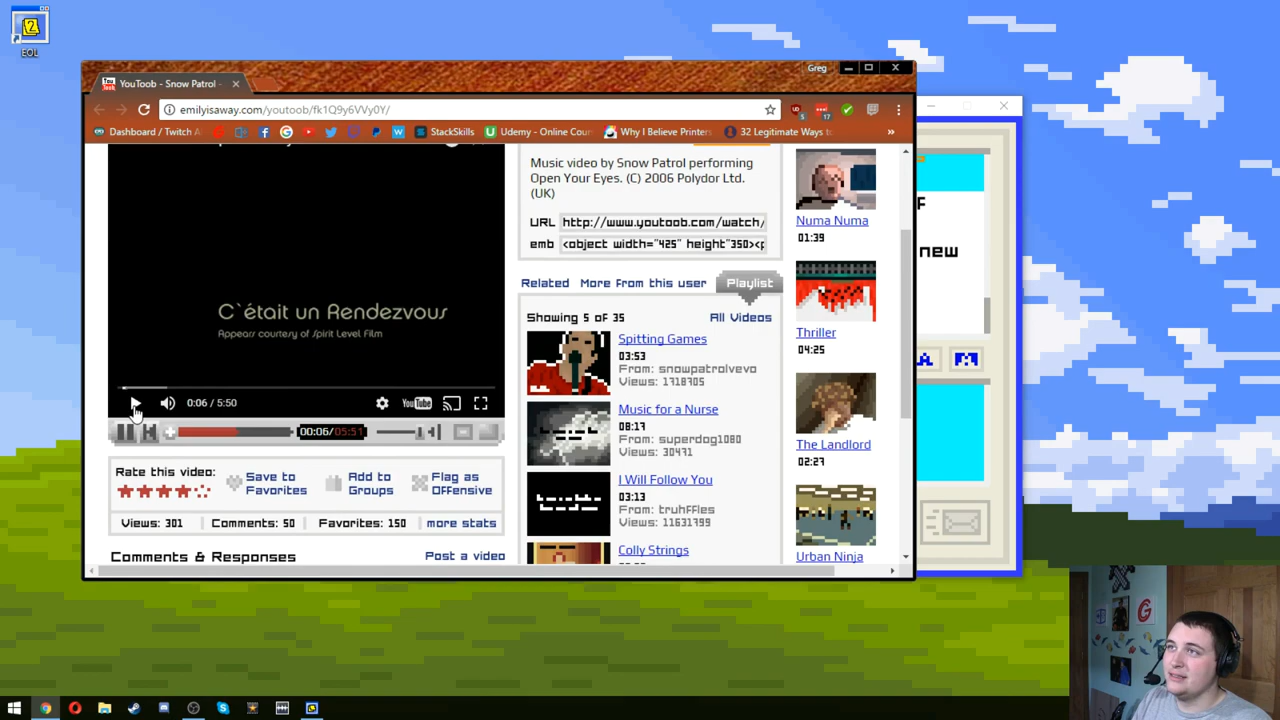 EOL
YouToob - Snow Patrol -
Greg
emilyisaway.com/youtoob/fk1Q9y6VVy0Y/
Dashboard / Twitch A
StackSkills
Udemy - Online Cour
Why I Believe Printers
32 Legitimate Ways to
C`était un Rendezvous
Appears courtesy of Spirit Level Film
0:06 / 5:50
YouTube
00:06/05:51
Rate this video:
Save to Favorites
Add to Groups
Flag as Offensive
Views: 301
Comments: 50
Favorites: 150
more stats
Comments & Responses
Post a video
Music video by Snow Patrol performing
Open Your Eyes. (C) 2006 Polydor Ltd.
(UK)
URL http://www.youtoob.com/watch/
emb <object width="425" height"350><p
Related
More from this user
Playlist
Showing 5 of 35
All Videos
Spitting Games
03:53
From: snowpatrolvevo
Views: 1718705
Music for a Nurse
08:17
From: superdog1080
Views: 30471
I Will Follow You
03:13
From: truhffles
Views: 11631799
Colly Strings
Numa Numa
01:39
Thriller
04:25
The Landlord
02:27
Urban Ninja
new